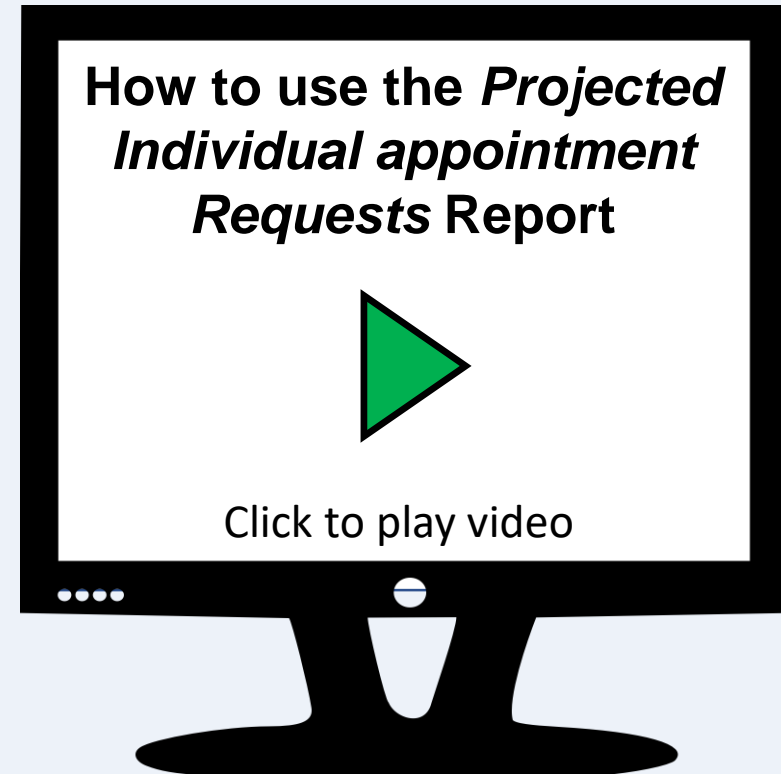 How to use the Projected
Individual appointment
Requests Report
Click to play video